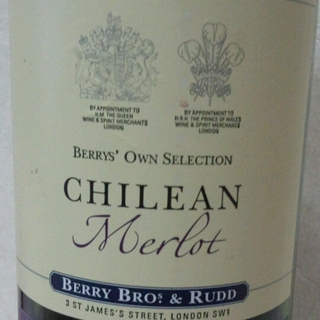 BY APPOINTMENT TO
H.M. THE QUEEN
WINE & SPIRIT MERCHANTS
LONDON
BY APPOINTMENT TO
H.R.H. THE PRINCE OF WALES
WINE & SPIRIT MERCHANTS
LONDON
BERRYS' OWN SELECTION
CHILEAN
Merlot
BERRY BROS. & RUDD
3 ST JAMES'S STREET, LONDON SW1